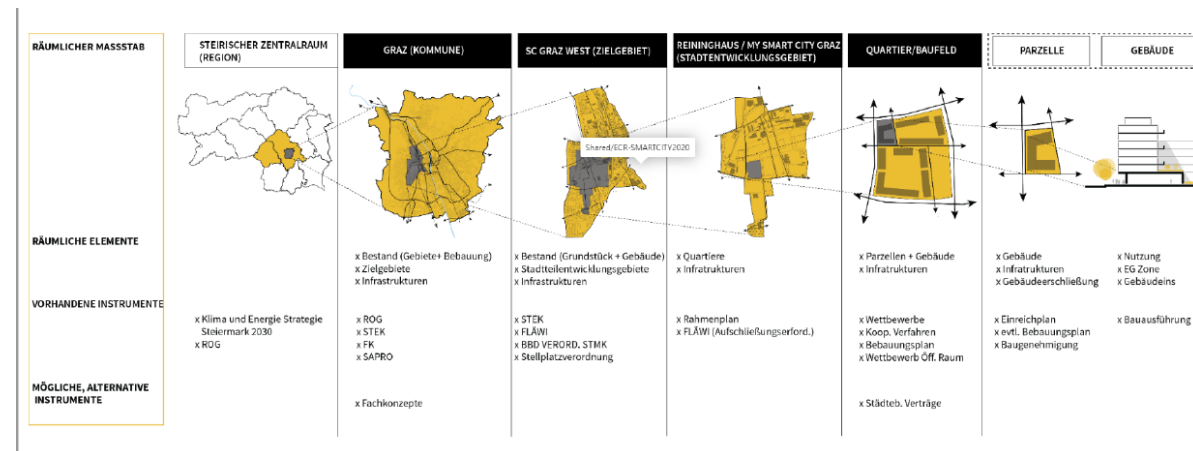 RÄUMLICHER MASSSTAB
STEIRISCHER ZENTRALRAUM
(REGION)
GRAZ (KOMMUNE)
SC GRAZ WEST (ZIELGEBIET)
REININGHAUS / MY SMART CITY GRAZ
(STADTENTWICKLUNGSGEBIET)
QUARTIER/BAUFELD
PARZELLE
GEBÄUDE
Shared/ECR-SMARTCITY2020
RÄUMLICHE ELEMENTE
x Bestand (Gebiete+ Bebauung)
x Zielgebiete
x Infrastrukturen
x Bestand (Grundstück + Gebäude)
x Stadtteilentwicklungsgebiete
x Infrastrukturen
x Quartiere
x Infratrukturen
x Parzellen + Gebäude
x Infratrukturen
x Gebäude
x Infratrukturen
x Gebäudeerschließung
x Nutzung
x EG Zone
x Gebäudeins
VORHANDENE INSTRUMENTE
x Klima und Energie Strategie
Steiermark 2030
x ROG
x ROG
x STEK
x FK
x SAPRO
x STEK
x FLÄWI
x BBD VERORD. STMK
x Stellplatzverordnung
x Rahmenplan
x FLÄWI (Aufschließungserford.)
x Wettbewerbe
x Koop. Verfahren
x Bebauungsplan
x Wettbewerb Öff. Raum
x Einreichplan
x evtl. Bebauungsplan
x Baugenehmigung
x Bauausführung
MÖGLICHE, ALTERNATIVE
INSTRUMENTE
x Fachkonzepte
x Städteb. Verträge